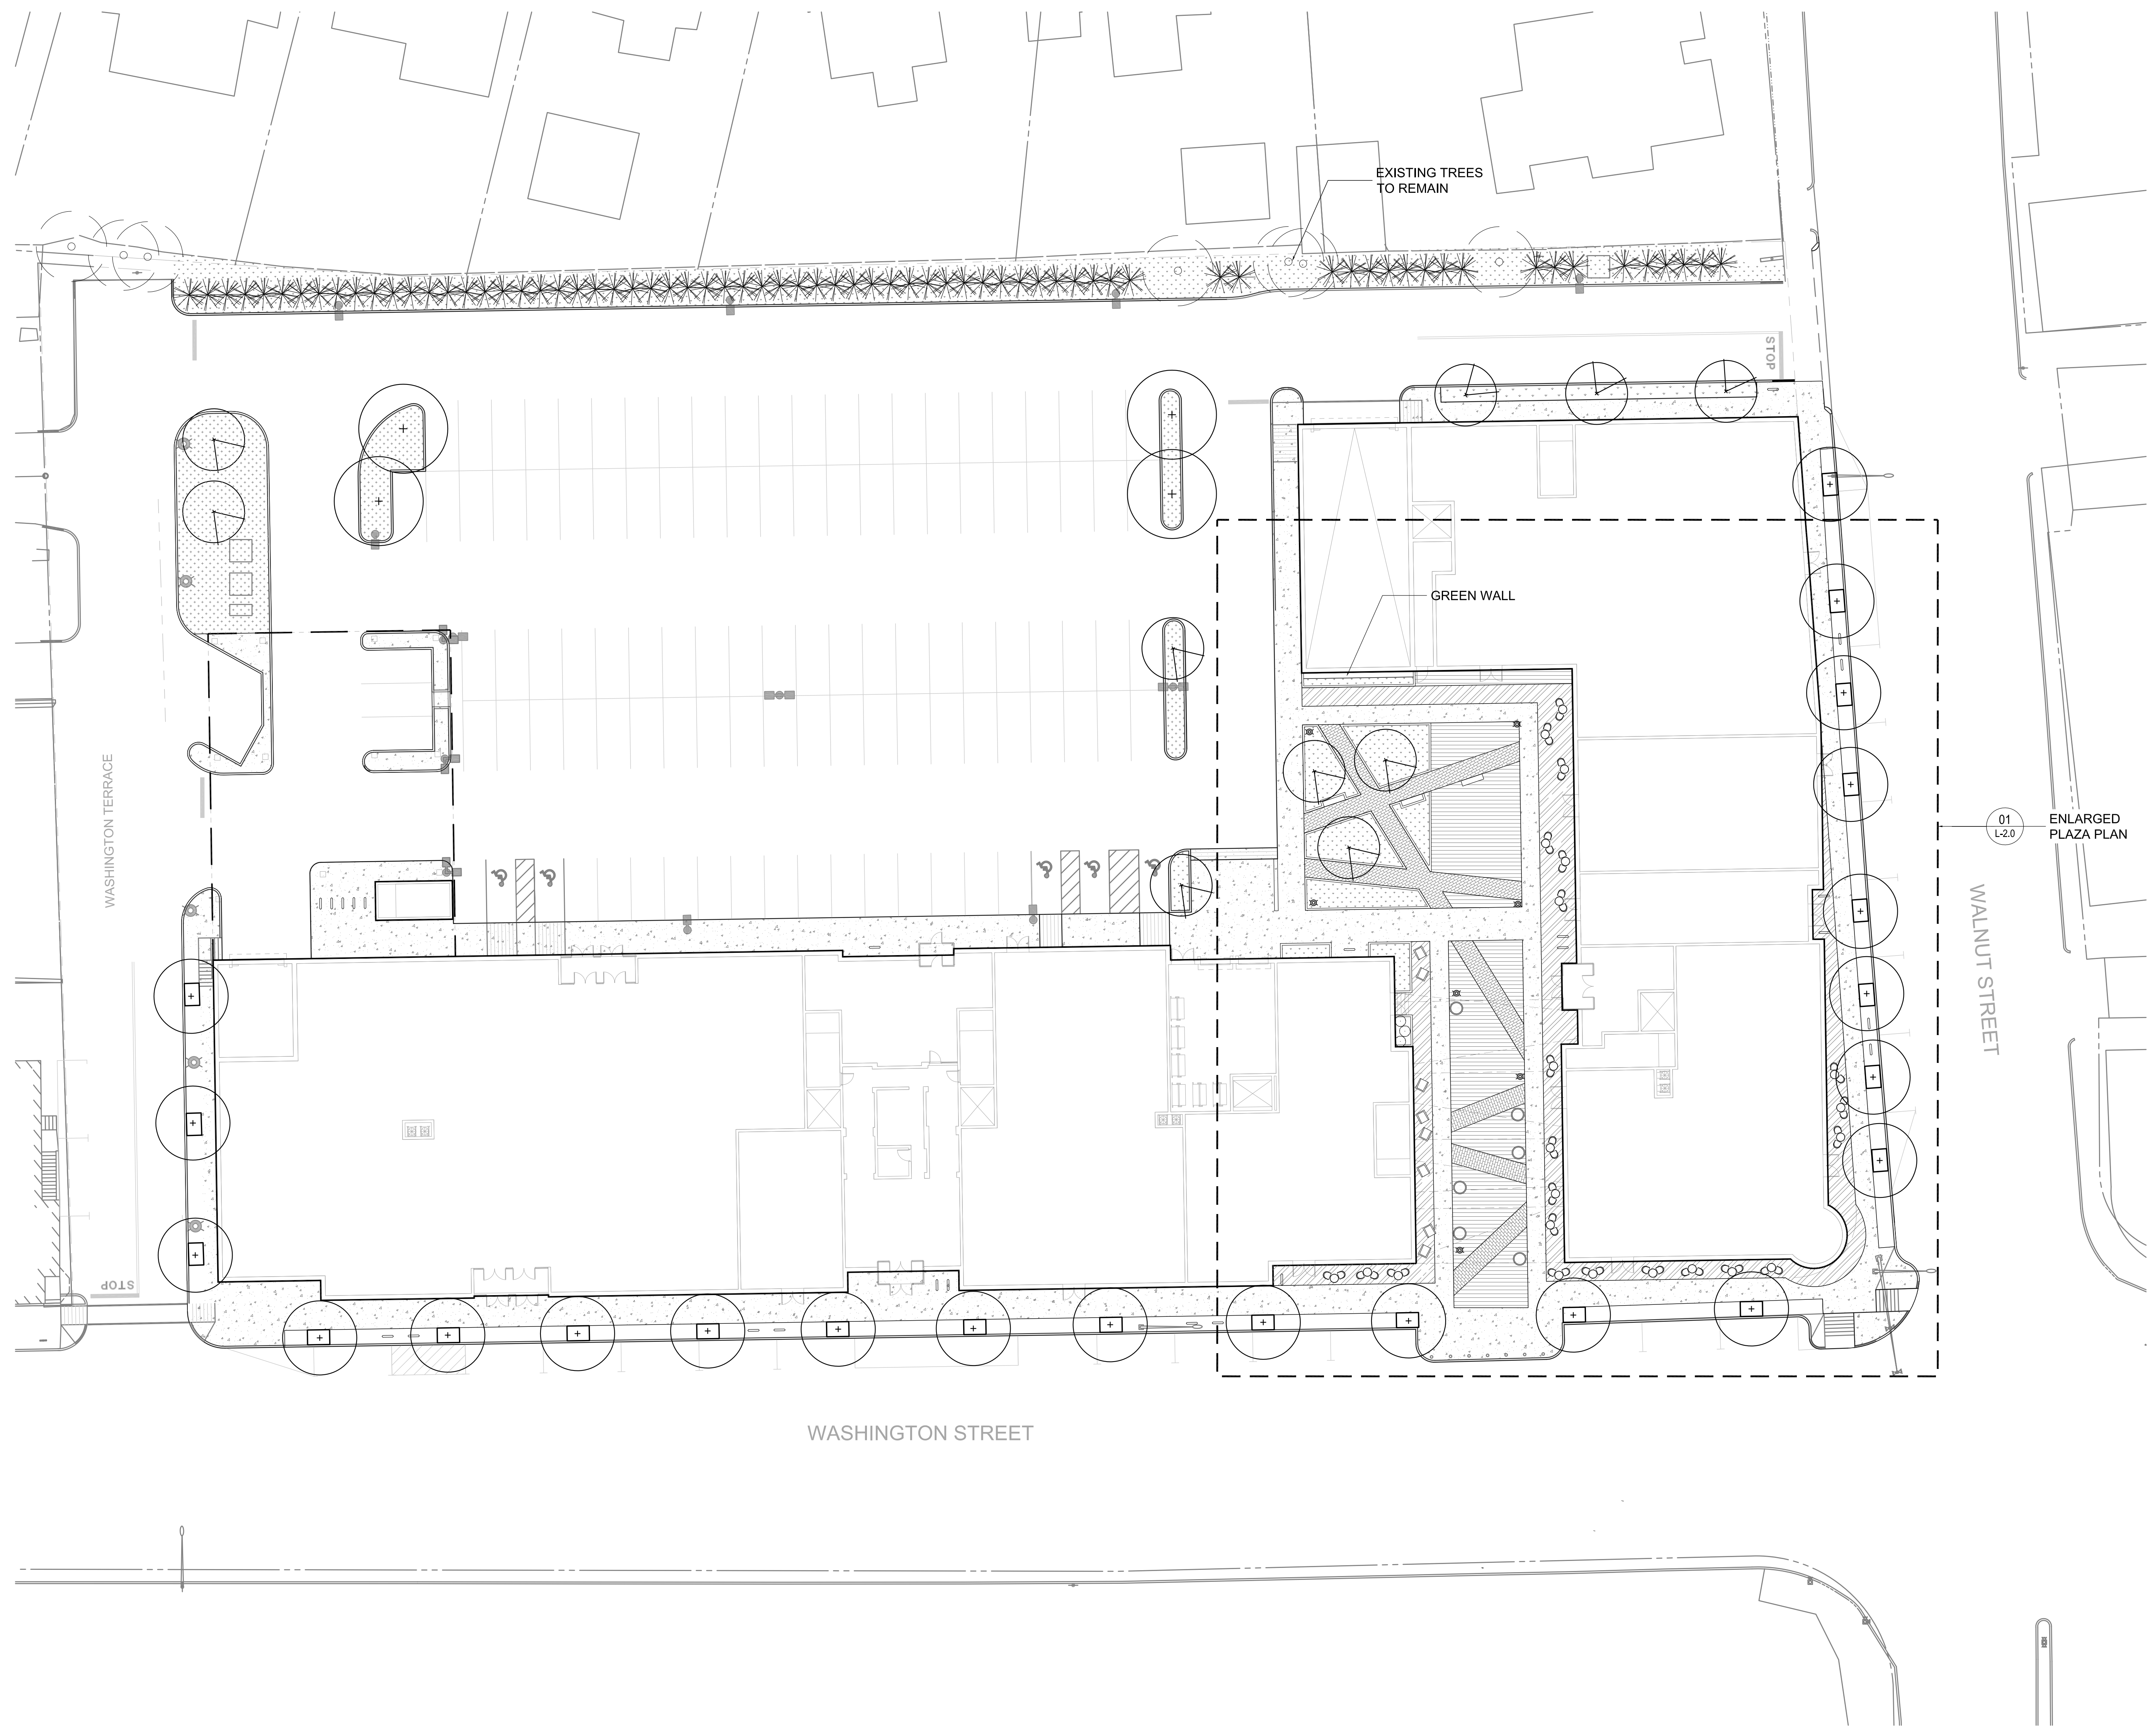 EXISTING TREES
TO REMAIN
STOP
GREEN WALL
WASHINGTON TERRACE
01
L-2.0
ENLARGED
PLAZA PLAN
WALNUT STREET
STOP
WASHINGTON STREET